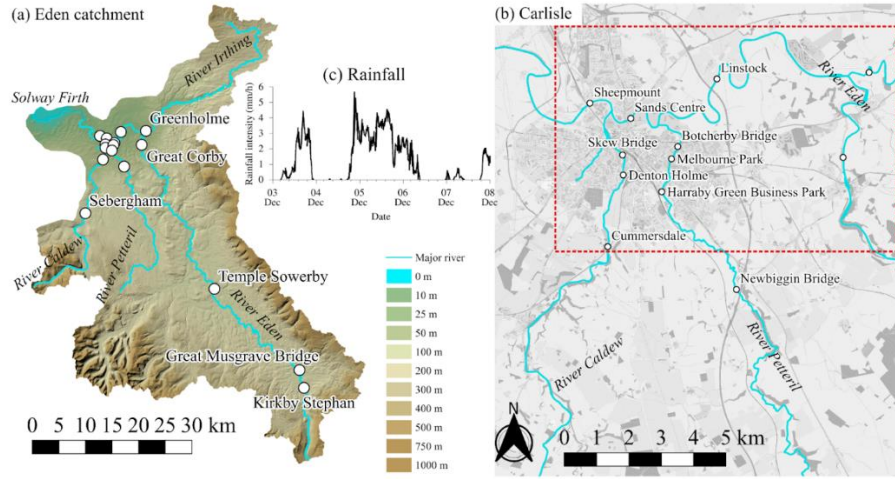 (a) Eden catchment
River Irthing
Solway Firth
Greenholme
Great Corby
Sebergham
River Caldew
River Petteril
Temple Sowerby
River Eden
Great Musgrave Bridge
Kirkby Stephan
0 5 10 15 20 25 30 km
(c) Rainfall
Rainfall intensity (mm/h)
6
5
4
3
2
1
0
03 04 05 06 07 08
Dec Dec Dec Dec Dec Dec
Date
Major river
0 m
10 m
25 m
50 m
100 m
200 m
300 m
400 m
500 m
750 m
1000 m
(b) Carlisle
Linstock
River Eden
Sheepmount
Sands Centre
Botcherby Bridge
Skew Bridge
Melbourne Park
Denton Holme
Harraby Green Business Park
Cummersdale
Newbiggin Bridge
River Caldew
River Petteril
N
0 1 2 3 4 5 km